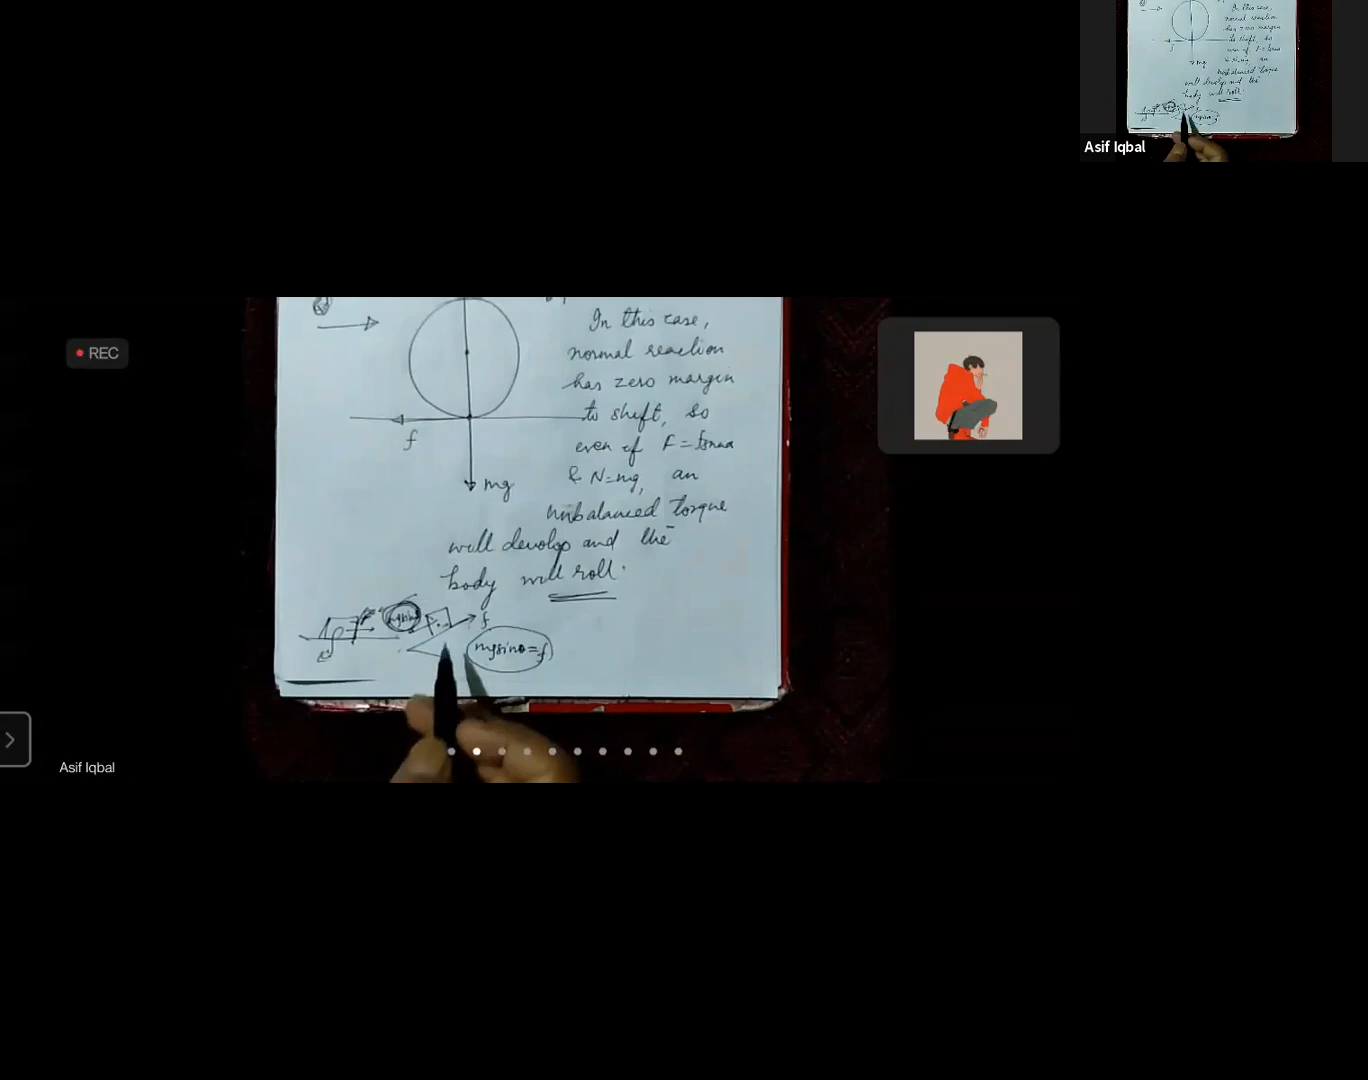 Asif Iqbal
REC
In this case,
normal reaction
has zero margin
to shift, so
even if F = fsmax
& N=mg, an
unbalanced torque
will develop and the
body will roll.
f
mg
f
mgsinθ = f
Asif Iqbal